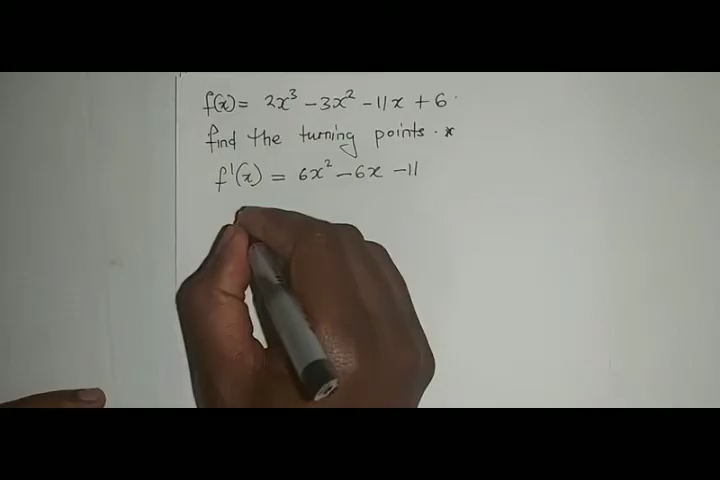 f(x) = 2x³ - 3x² - 11x + 6
find the turning points.
f'(x) = 6x² - 6x - 11